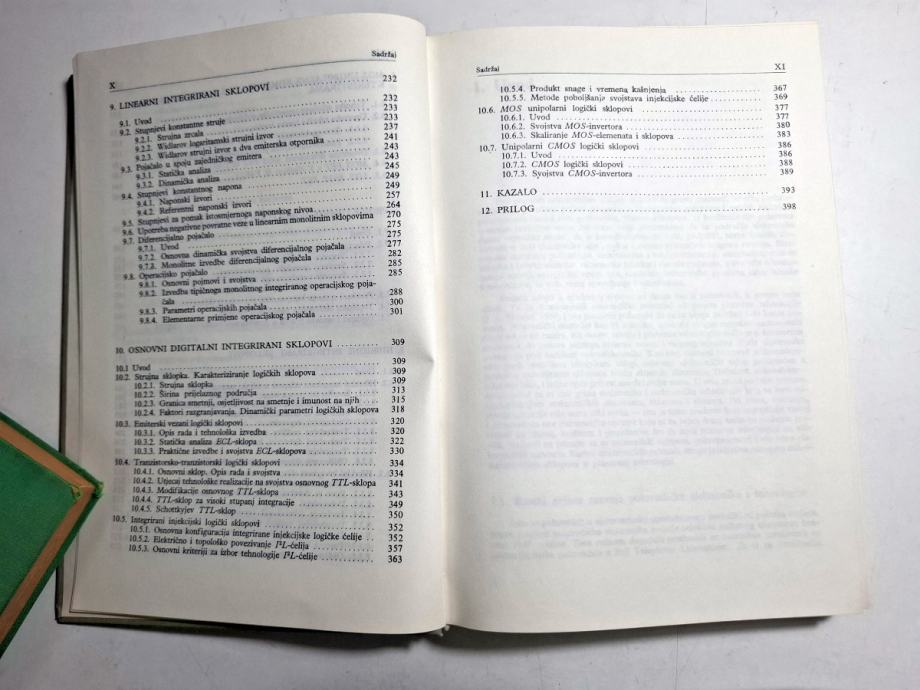 X Sadržaj
9. LINEARNI INTEGRIRANI SKLOPOVI 232
9.1. Uvod 232
9.2. Stupnjevi konstantne struje 233
9.2.1. Strujna zrcala 233
9.2.2. Widlarov logaritamski strujni izvor 237
9.2.3. Widlarov strujni izvor s dva emiterska otpornika 241
9.3. Pojačalo u spoju zajedničkog emitera 243
9.3.1. Statička analiza 243
9.3.2. Dinamička analiza 245
9.4. Stupnjevi konstantnog napona 249
9.4.1. Naponski izvori 249
9.4.2. Referentni naponski izvori 257
9.5. Stupnjevi za pomak istosmjernoga naponskog nivoa 264
9.6. Upotreba negativne povratne veze u linearnim monolitnim sklopovima 270
9.7. Diferencijalno pojačalo 275
9.7.1. Uvod 275
9.7.2. Osnovna dinamička svojstva diferencijalnog pojačala 277
9.7.3. Monolitne izvedbe diferencijalnog pojačala 282
9.8. Operacijsko pojačalo 285
9.8.1. Osnovni pojmovi i svojstva 285
9.8.2. Izvedba tipičnoga monolitnog integriranog operacijskog poja-
čala 288
9.8.3. Parametri operacijskih pojačala 300
9.8.4. Elementarne primjene operacijskog pojačala 301
10. OSNOVNI DIGITALNI INTEGRIRANI SKLOPOVI 309
10.1 Uvod 309
10.2. Strujna sklopka. Karakteriziranje logičkih sklopova 309
10.2.1. Strujna sklopka 309
10.2.2. Širina prijelaznog područja 313
10.2.3. Granica smetnji, osjetljivost na smetnje i imunost na njih 315
10.2.4. Faktori razgranjavanja. Dinamički parametri logičkih sklopova 318
10.3. Emiterski vezani logički sklopovi 320
10.3.1. Opis rada i tehnološka izvedba 320
10.3.2. Statička analiza ECL-sklopa 322
10.3.3. Praktične izvedbe i svojstva ECL-sklopova 330
10.4. Tranzistorsko-tranzistorski logički sklopovi 334
10.4.1. Osnovni sklop. Opis rada i svojstva 334
10.4.2. Utjecaj tehnološke realizacije na svojstva osnovnog TTL-sklopa 341
10.4.3. Modifikacije osnovnog TTL-sklopa 343
10.4.4. TTL-sklop za visoki stupanj integracije 349
10.4.5. Schottkyjev TTL-sklop 350
10.5. Integrirani injekcijski logički sklopovi 352
10.5.1. Osnovna konfiguracija integrirane injekcijske logičke ćelije 352
10.5.2. Električno i topološko povezivanje I²L-ćelija 357
10.5.3. Osnovni kriteriji za izbor tehnologije I²L-ćelije 363
Sadržaj XI
10.5.4. Produkt snage i vremena kašnjenja 367
10.5.5. Metode poboljšanja svojstava injekcijske ćelije 369
10.6. MOS unipolarni logički sklopovi 377
10.6.1. Uvod 377
10.6.2. Svojstva MOS-invertora 380
10.6.3. Skaliranje MOS-elemenata i sklopova 383
10.7. Unipolarni CMOS logički sklopovi 386
10.7.1. Uvod 386
10.7.2. CMOS logički sklopovi 388
10.7.3. Svojstva CMOS-invertora 389
11. KAZALO 393
12. PRILOG 398